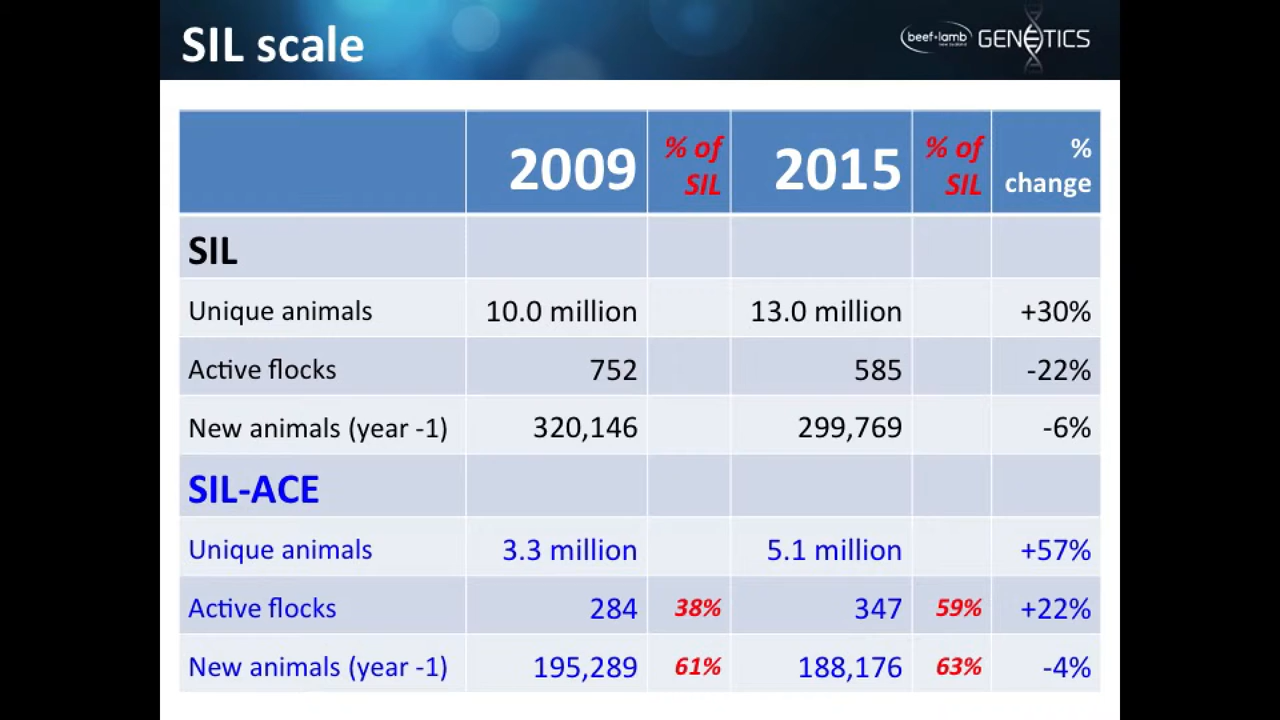 SIL scale
beef+lamb
new zealand
GENETICS
2009 % of SIL 2015 % of SIL % change
SIL
Unique animals 10.0 million 13.0 million +30%
Active flocks 752 585 -22%
New animals (year -1) 320,146 299,769 -6%
SIL-ACE
Unique animals 3.3 million 5.1 million +57%
Active flocks 284 38% 347 59% +22%
New animals (year -1) 195,289 61% 188,176 63% -4%